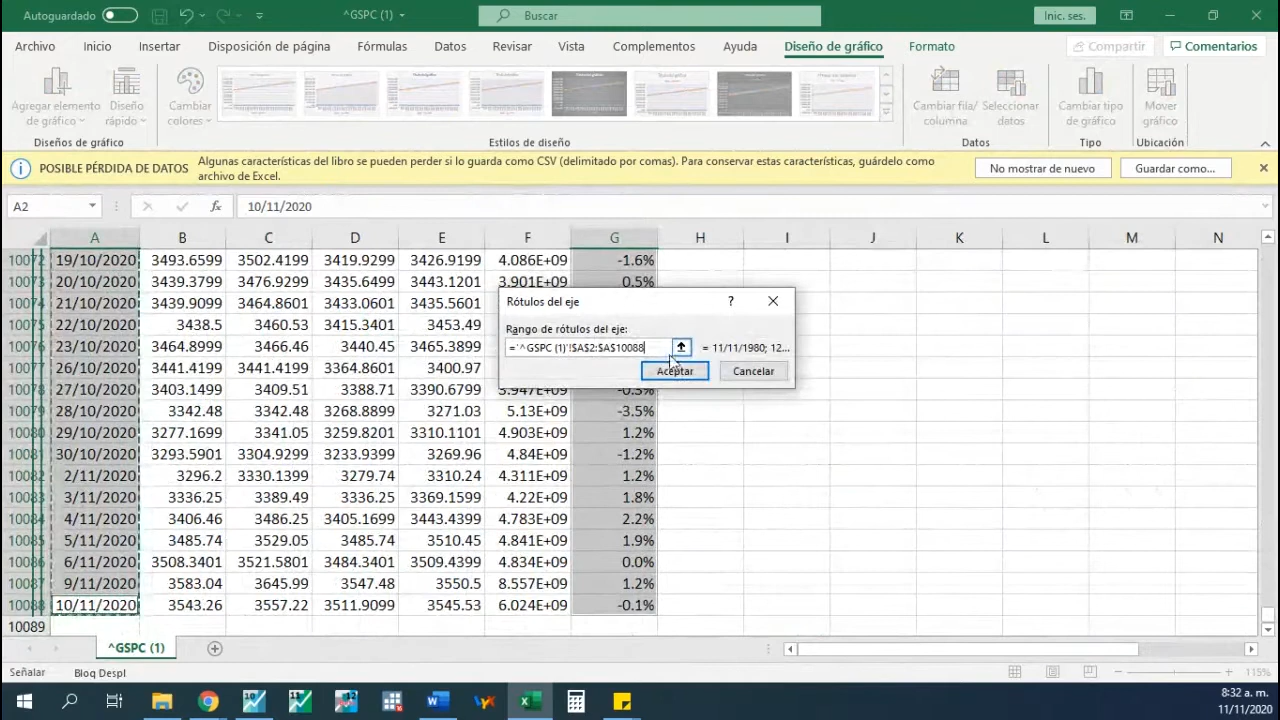 Autoguardado ^GSPC (1) Buscar Inic. ses.
Archivo Inicio Insertar Disposición de página Fórmulas Datos Revisar Vista Complementos Ayuda Diseño de gráfico Formato Compartir Comentarios
Agregar elemento de gráfico
Diseño rápido
Cambiar colores
Cambiar fila/ columna
Seleccionar datos
Cambiar tipo de gráfico
Mover gráfico
Diseños de gráfico Estilos de diseño Datos Tipo Ubicación
POSIBLE PÉRDIDA DE DATOS Algunas características del libro se pueden perder si lo guarda como CSV (delimitado por comas). Para conservar estas características, guárdelo como
archivo de Excel.
No mostrar de nuevo Guardar como...
A2 fx 10/11/2020
A B C D E F G H I J K L M N
10072 19/10/2020 3493.6599 3502.4199 3419.9299 3426.9199 4.086E+09 -1.6%
10073 20/10/2020 3439.3799 3476.9299 3435.6499 3443.1201 3.901E+09 0.5%
10074 21/10/2020 3439.9099 3464.8601 3433.0601 3435.5601
10075 22/10/2020 3438.5 3460.53 3415.3401 3453.49
10076 23/10/2020 3464.8999 3466.46 3440.45 3465.3899
10077 26/10/2020 3441.4199 3441.4199 3364.8601 3400.97
10078 27/10/2020 3403.1499 3409.51 3388.71 3390.6799 3.947E+09 -0.3%
10079 28/10/2020 3342.48 3342.48 3268.8899 3271.03 5.13E+09 -3.5%
10080 29/10/2020 3277.1699 3341.05 3259.8201 3310.1101 4.903E+09 1.2%
10081 30/10/2020 3293.5901 3304.9299 3233.9399 3269.96 4.84E+09 -1.2%
10082 2/11/2020 3296.2 3330.1399 3279.74 3310.24 4.311E+09 1.2%
10083 3/11/2020 3336.25 3389.49 3336.25 3369.1599 4.22E+09 1.8%
10084 4/11/2020 3406.46 3486.25 3405.1699 3443.4399 4.783E+09 2.2%
10085 5/11/2020 3485.74 3529.05 3485.74 3510.45 4.841E+09 1.9%
10086 6/11/2020 3508.3401 3521.5801 3484.3401 3509.4399 4.834E+09 0.0%
10087 9/11/2020 3583.04 3645.99 3547.48 3550.5 8.557E+09 1.2%
10088 10/11/2020 3543.26 3557.22 3511.9099 3545.53 6.024E+09 -0.1%
10089
Rótulos del eje ?
Rango de rótulos del eje:
='^GSPC (1)'!$A$2:$A$10088 = 11/11/1980; 12...
Aceptar Cancelar
^GSPC (1)
Señalar Bloq Despl 115%
8:32 a. m.
11/11/2020